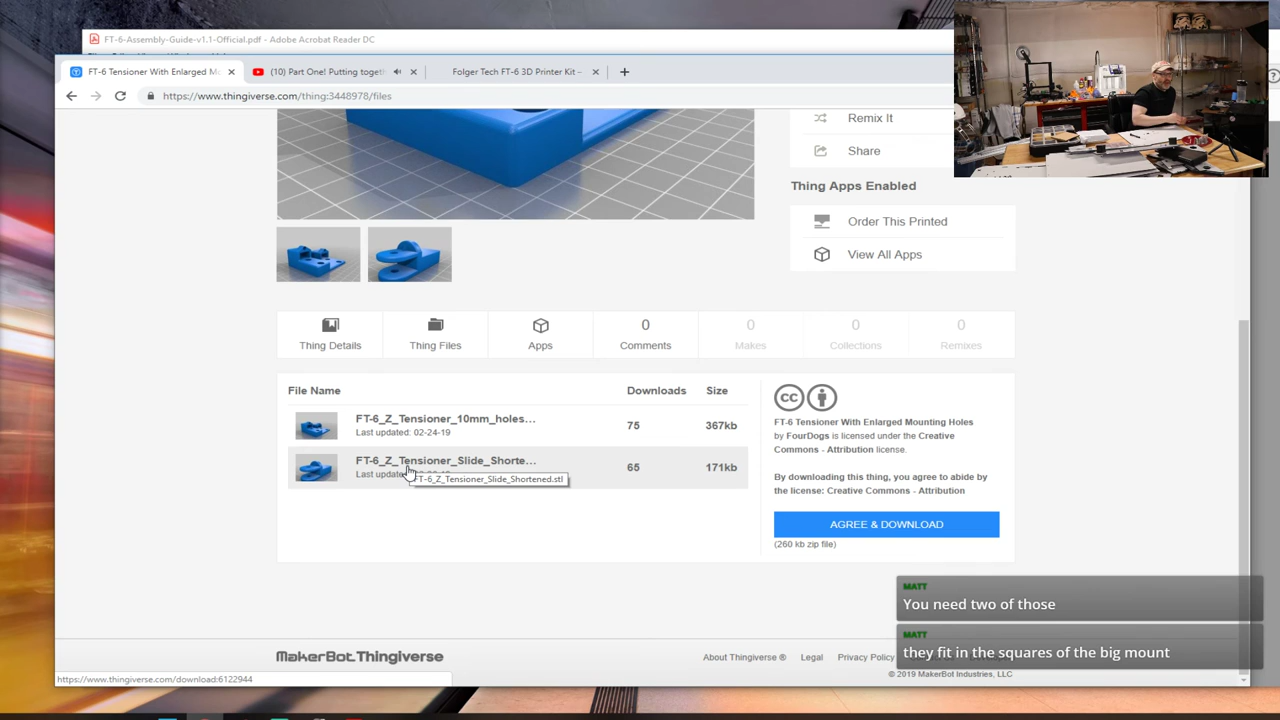 FT-6-Assembly-Guide-v1.1-Official.pdf - Adobe Acrobat Reader DC
FT-6 Tensioner With Enlarged Mo
(10) Part One! Putting togeth
Folger Tech FT-6 3D Printer Kit –
https://www.thingiverse.com/thing:3448978/files
Remix It
Share
Thing Apps Enabled
Order This Printed
View All Apps
Thing Details
Thing Files
Apps
0
Comments
0
Makes
0
Collections
0
Remixes
File Name
Downloads
Size
FT-6_Z_Tensioner_10mm_holes...
Last updated: 02-24-19
75
367kb
FT-6_Z_Tensioner_Slide_Shorte...
Last update
FT-6_Z_Tensioner_Slide_Shortened.stl
65
171kb
cc
FT-6 Tensioner With Enlarged Mounting Holes
by FourDogs is licensed under the Creative
Commons - Attribution license.
By downloading this thing, you agree to abide by
the license: Creative Commons - Attribution
AGREE & DOWNLOAD
(260 kb zip file)
MATT
You need two of those
MATT
they fit in the squares of the big mount
MakerBot.Thingiverse
About Thingiverse ®
Legal
Privacy Policy
© 2019 MakerBot Industries, LLC
https://www.thingiverse.com/download:6122944